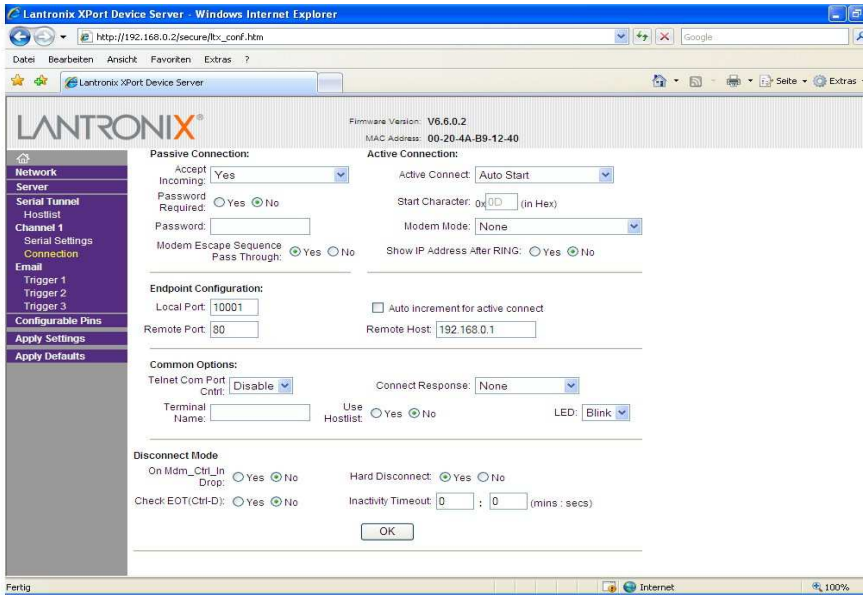 Lantronix XPort Device Server - Windows Internet Explorer
http://192.168.0.2/secure/ltx_conf.htm
Google
Datei Bearbeiten Ansicht Favoriten Extras ?
Lantronix XPort Device Server
Seite
Extras
LANTRONIX®
Firmware Version: V6.6.0.2
MAC Address: 00-20-4A-B9-12-40
Network
Server
Serial Tunnel
Hostlist
Channel 1
Serial Settings
Connection
Email
Trigger 1
Trigger 2
Trigger 3
Configurable Pins
Apply Settings
Apply Defaults
Passive Connection:
Active Connection:
Accept Incoming: Yes
Active Connect: Auto Start
Password Required: Yes No
Start Character: 0x 0D (in Hex)
Password:
Modem Mode: None
Modem Escape Sequence Pass Through: Yes No
Show IP Address After RING: Yes No
Endpoint Configuration:
Local Port: 10001
Auto increment for active connect
Remote Port: 80
Remote Host: 192.168.0.1
Common Options:
Telnet Com Port Cntrl: Disable
Connect Response: None
Terminal Name:
Use Hostlist: Yes No
LED: Blink
Disconnect Mode
On Mdm_Ctrl_In Drop: Yes No
Hard Disconnect: Yes No
Check EOT(Ctrl-D): Yes No
Inactivity Timeout: 0 : 0 (mins : secs)
OK
Fertig
Internet
100%